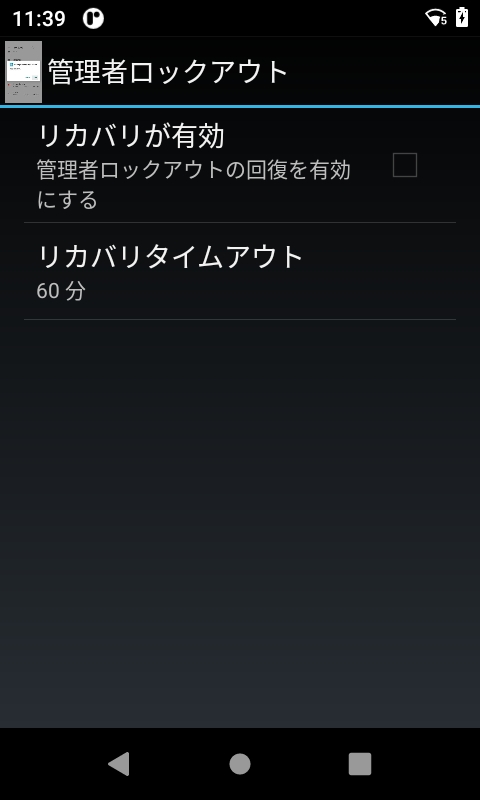 11:39
5
管理者ロックアウト
リカバリが有効
管理者ロックアウトの回復を有効
にする
リカバリタイムアウト
60 分